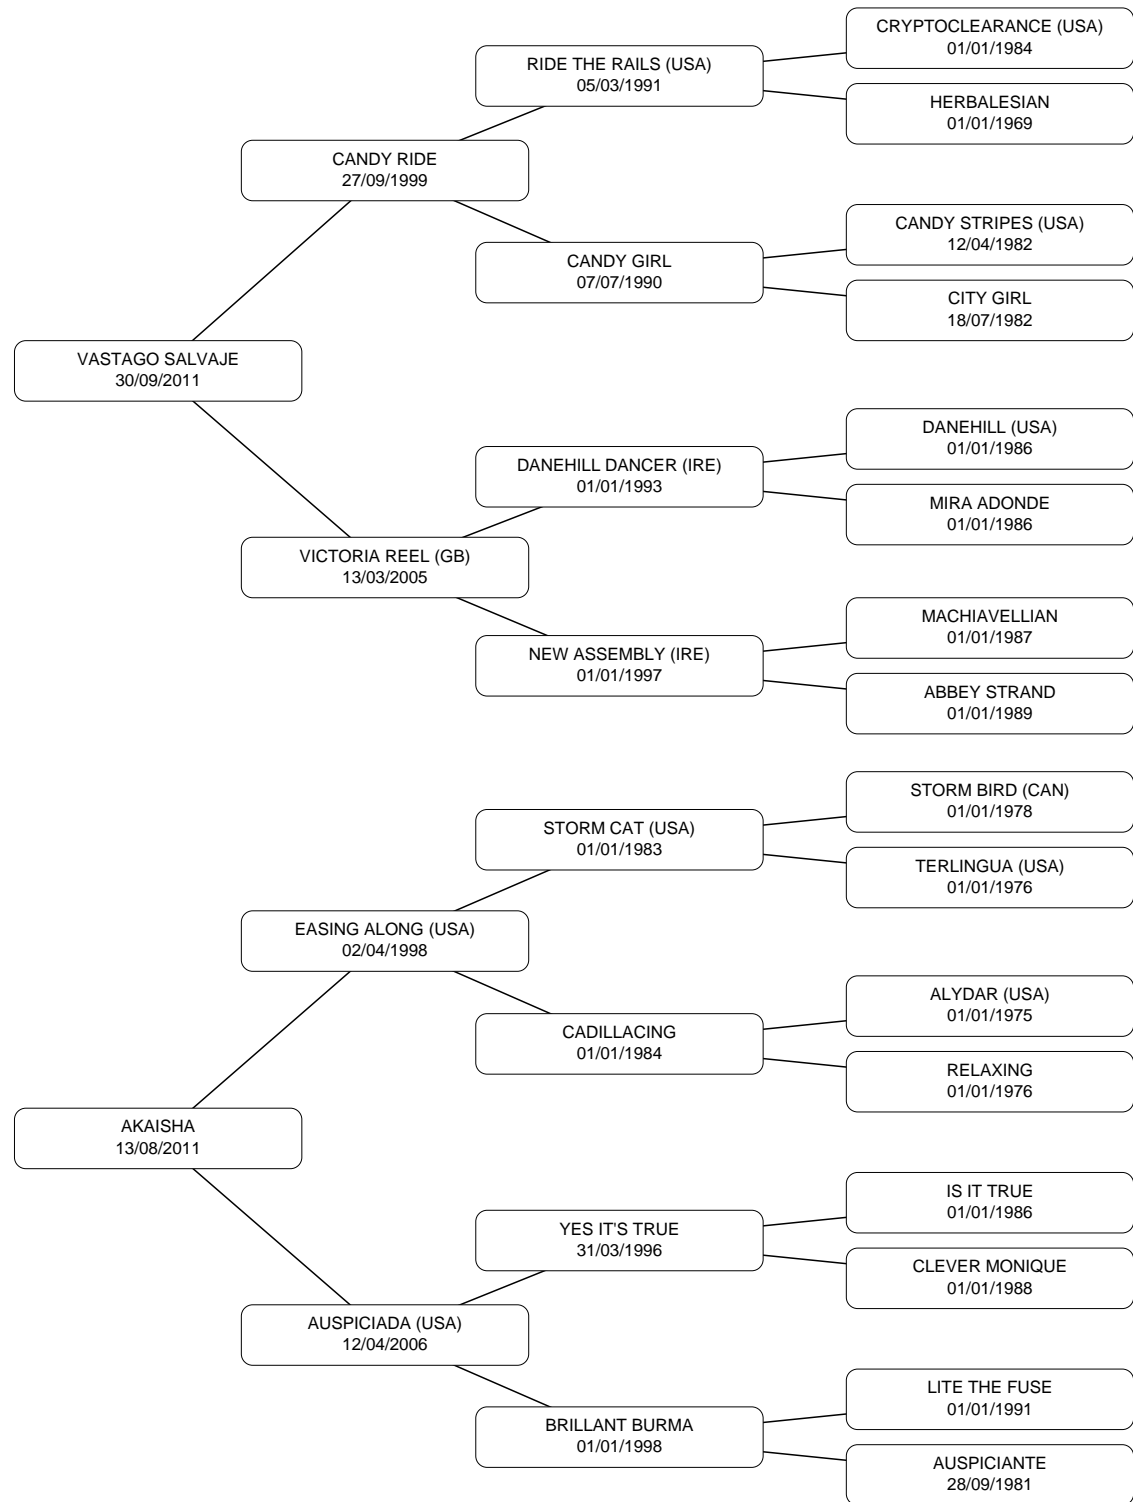 CRYPTOCLEARANCE (USA)
01/01/1984
RIDE THE RAILS (USA)
05/03/1991
HERBALESIAN
01/01/1969
CANDY RIDE
27/09/1999
CANDY STRIPES (USA)
12/04/1982
CANDY GIRL
07/07/1990
CITY GIRL
18/07/1982
VASTAGO SALVAJE
30/09/2011
DANEHILL (USA)
01/01/1986
DANEHILL DANCER (IRE)
01/01/1993
MIRA ADONDE
01/01/1986
VICTORIA REEL (GB)
13/03/2005
MACHIAVELLIAN
01/01/1987
NEW ASSEMBLY (IRE)
01/01/1997
ABBEY STRAND
01/01/1989
STORM BIRD (CAN)
01/01/1978
STORM CAT (USA)
01/01/1983
TERLINGUA (USA)
01/01/1976
EASING ALONG (USA)
02/04/1998
ALYDAR (USA)
01/01/1975
CADILLACING
01/01/1984
RELAXING
01/01/1976
AKAISHA
13/08/2011
IS IT TRUE
01/01/1986
YES IT'S TRUE
31/03/1996
CLEVER MONIQUE
01/01/1988
AUSPICIADA (USA)
12/04/2006
LITE THE FUSE
01/01/1991
BRILLANT BURMA
01/01/1998
AUSPICIANTE
28/09/1981